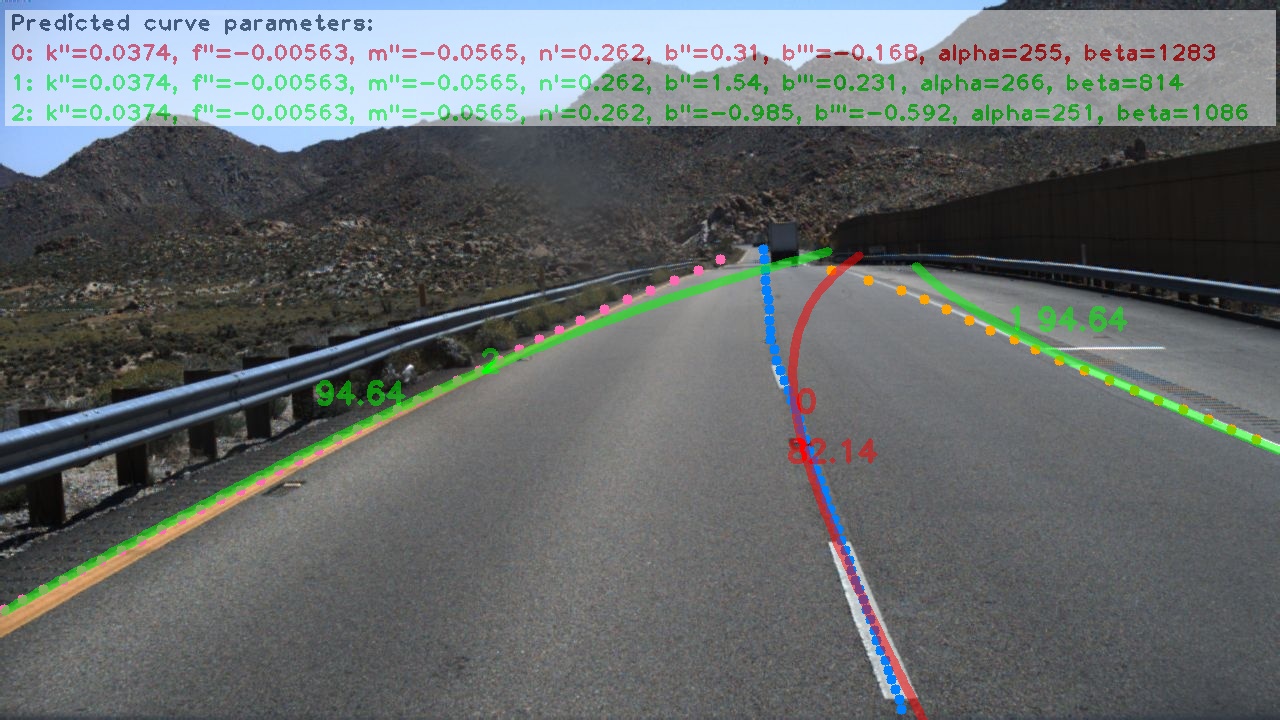 Predicted curve parameters:
0: k''=0.0374, f''=-0.00563, m''=-0.0565, n'=0.262, b''=0.31, b'''=-0.168, alpha=255, beta=1283
1: k''=0.0374, f''=-0.00563, m''=-0.0565, n'=0.262, b''=1.54, b'''=0.231, alpha=266, beta=814
2: k''=0.0374, f''=-0.00563, m''=-0.0565, n'=0.262, b''=-0.985, b'''=-0.592, alpha=251, beta=1086
1 94.64
2
94.64
0
82.14